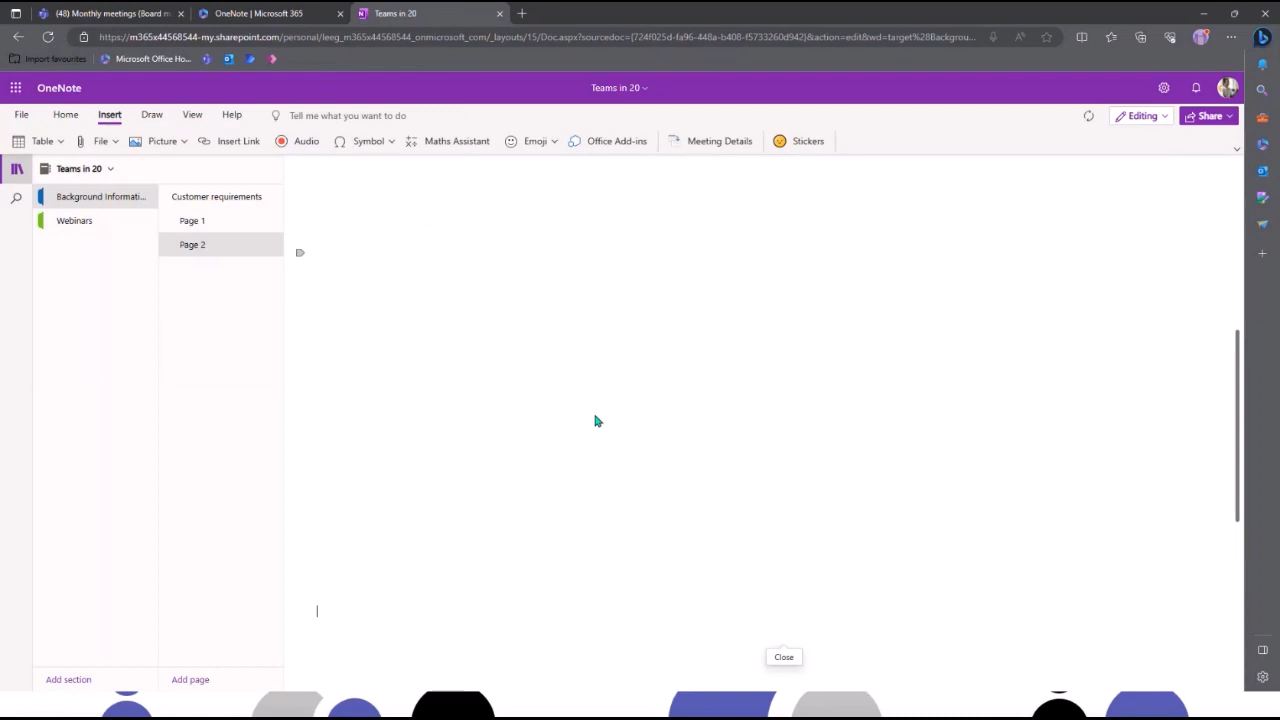 (48) Monthly meetings (Board m
OneNote | Microsoft 365
Teams in 20
https://m365x44568544-my.sharepoint.com/personal/leeg_m365x44568544_onmicrosoft_com/_layouts/15/Doc.aspx?sourcedoc={724f025d-fa96-448a-b408-f5733260d942}&action=edit&wd=target%28Backgrou...
Import favourites
Microsoft Office Ho...
OneNote
Teams in 20
File Home Insert Draw View Help Tell me what you want to do
Editing
Share
Table File Picture Insert Link Audio Symbol Maths Assistant Emoji Office Add-ins Meeting Details Stickers
Teams in 20
Background Informati...
Customer requirements
Webinars
Page 1
Page 2
Close
Add section
Add page